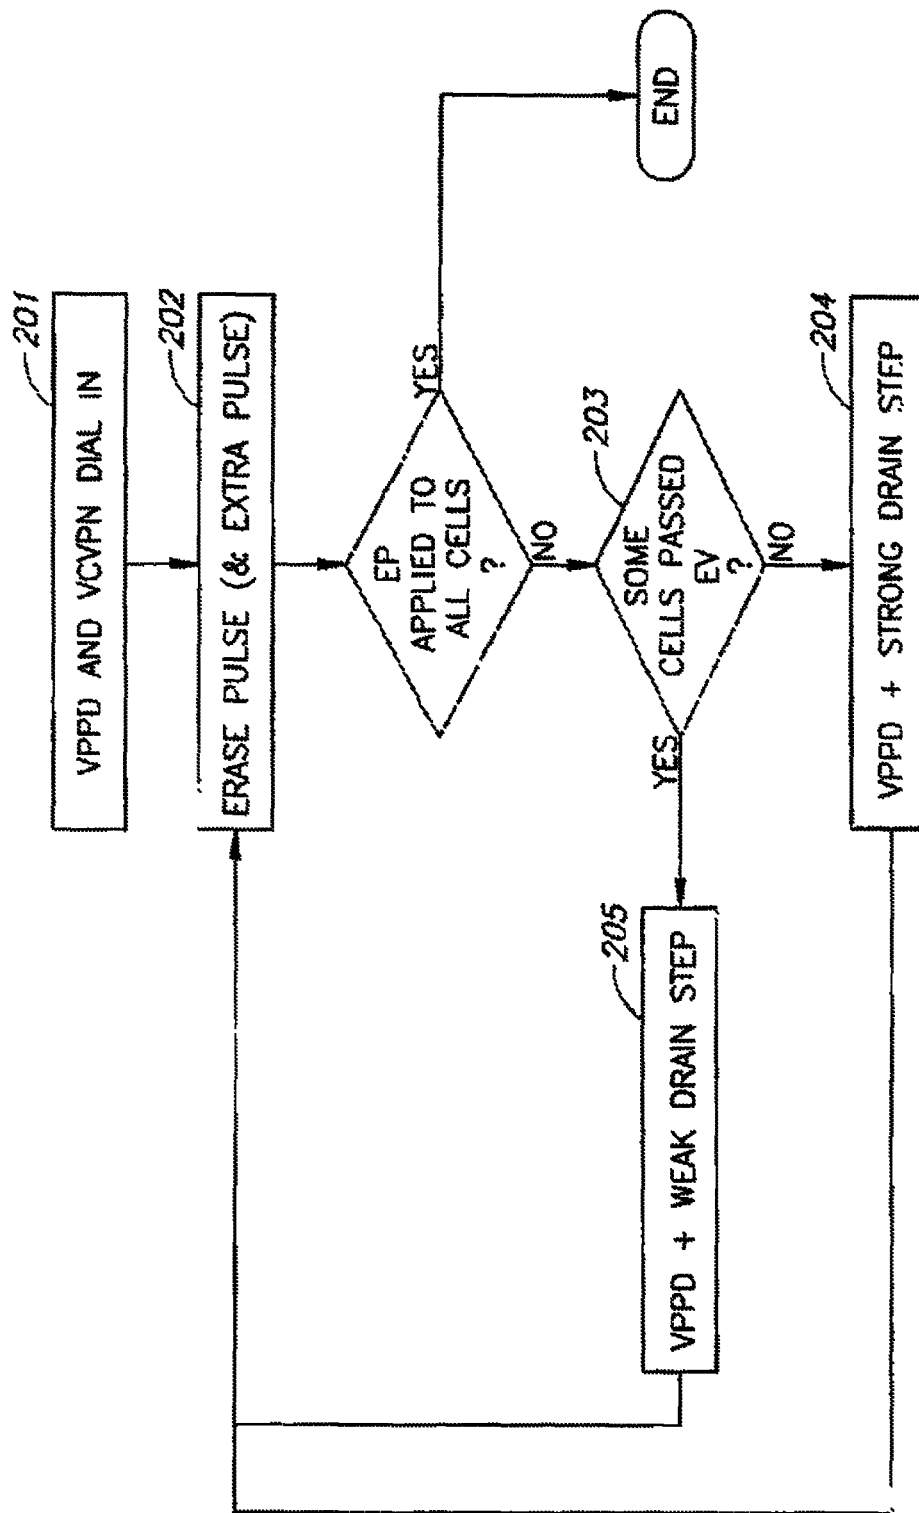 201
VPPD AND VCVPN DIAL IN
202
ERASE PULSE (& EXTRA PULSE)
EP
APPLIED TO
ALL CELLS
?
YES
NO
END
203
SOME
CELLS PASSED
EV
?
YES
NO
205
VPPD + WEAK DRAIN STEP
204
VPPD + STRONG DRAIN STEP